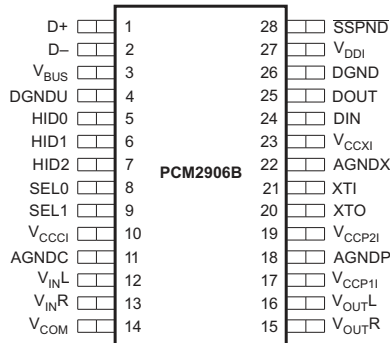 D+ 1 28 SSPND
D– 2 27 VDDI
VBUS 3 26 DGND
DGNDU 4 25 DOUT
HID0 5 24 DIN
HID1 6 23 VCCXI
HID2 7 22 AGNDX
PCM2906B
SEL0 8 21 XTI
SEL1 9 20 XTO
VCCCI 10 19 VCCP2I
AGNDC 11 18 AGNDP
VINL 12 17 VCCP1I
VINR 13 16 VOUTL
VCOM 14 15 VOUTR